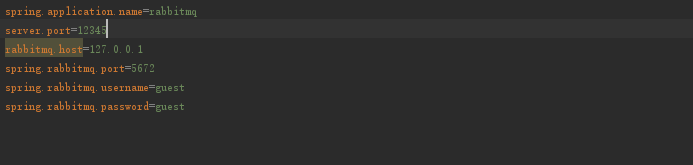 spring.application.name=rabbitmq
server.port=12345
rabbitmq.host=127.0.0.1
spring.rabbitmq.port=5672
spring.rabbitmq.username=guest
spring.rabbitmq.password=guest